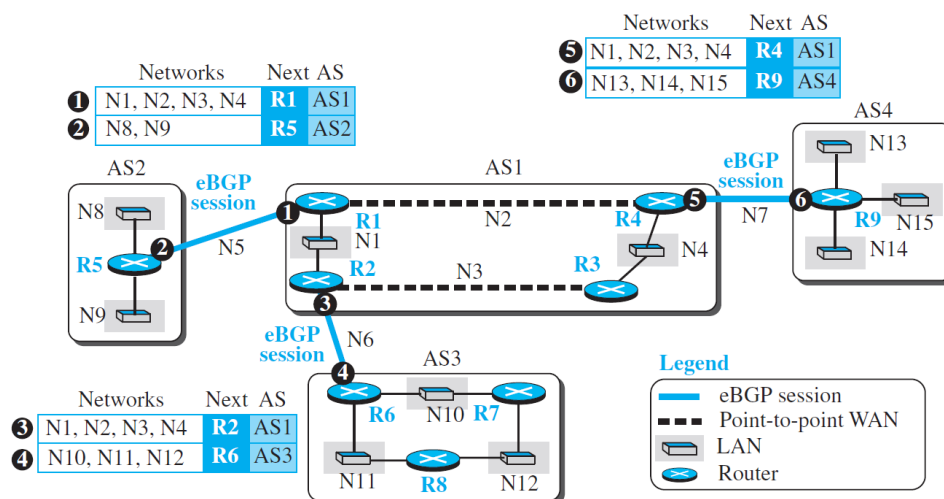 Networks Next AS
1 N1, N2, N3, N4 R1 AS1
2 N8, N9 R5 AS2
Networks Next AS
5 N1, N2, N3, N4 R4 AS1
6 N13, N14, N15 R9 AS4
AS2
N8
R5
N9
2
eBGP
session
N5
AS1
1
R1
N1
R2
3
N2
N3
R4
N4
R3
5
eBGP
session
N7
AS4
N13
6
R9
N15
N14
eBGP
session
N6
AS3
4
R6
N10
R7
N11
R8
N12
Networks Next AS
3 N1, N2, N3, N4 R2 AS1
4 N10, N11, N12 R6 AS3
Legend
eBGP session
Point-to-point WAN
LAN
Router